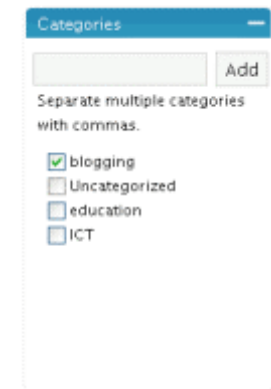 Categories
Add
Separate multiple categories
with commas.
blogging
Uncategorized
education
ICT